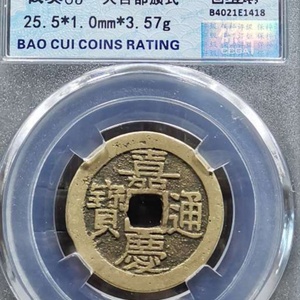 25.5*1.0mm*3.57g
B4021E1418
BAO CUI COINS RATING
嘉慶
通寶